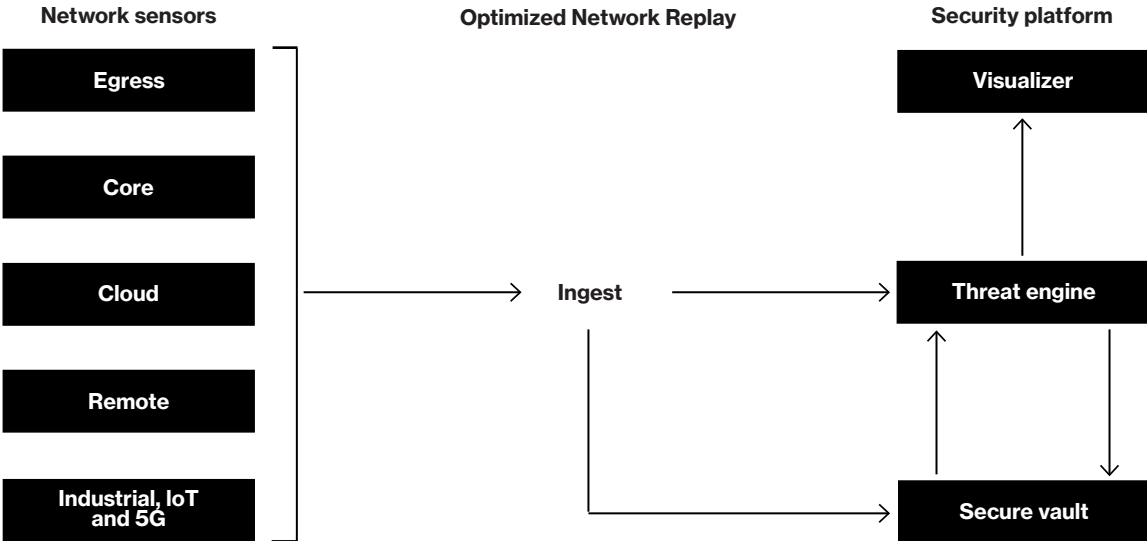 Network sensors
Optimized Network Replay
Security platform
Egress
Visualizer
Core
Cloud
Ingest
Threat engine
Remote
Industrial, IoT
and 5G
Secure vault